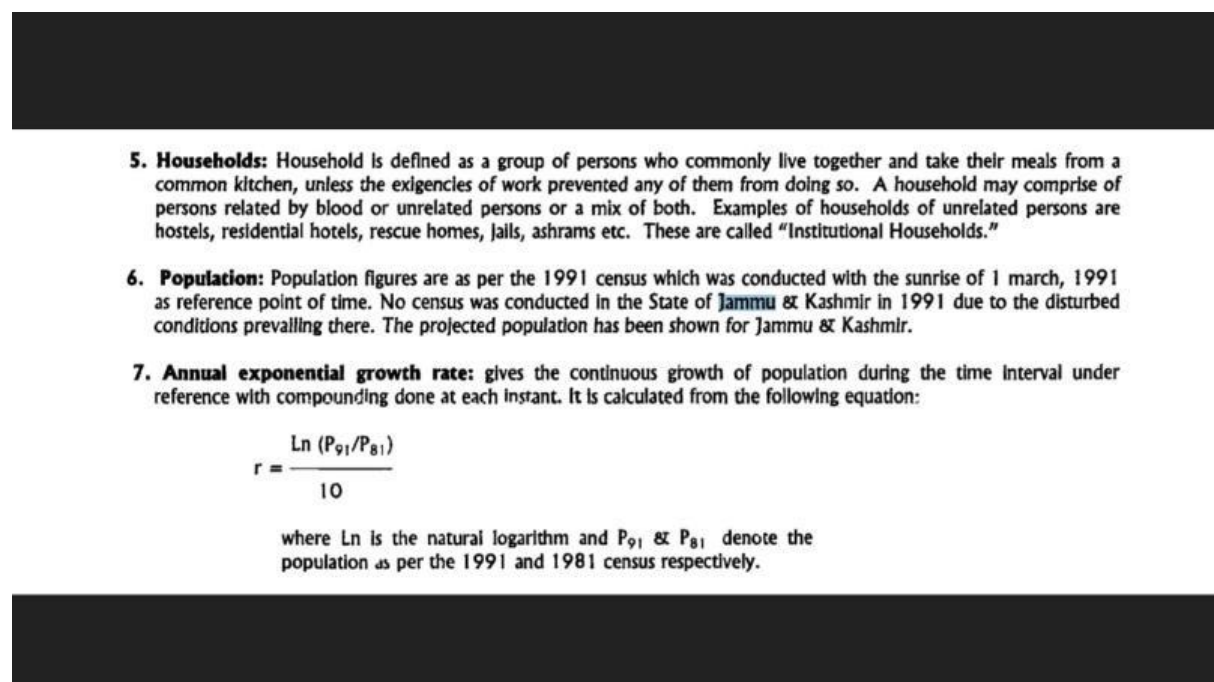 5. Households: Household is defined as a group of persons who commonly live together and take their meals from a
common kitchen, unless the exigencies of work prevented any of them from doing so. A household may comprise of
persons related by blood or unrelated persons or a mix of both. Examples of households of unrelated persons are
hostels, residential hotels, rescue homes, Jails, ashrams etc. These are called “Institutional Households.”
6. Population: Population figures are as per the 1991 census which was conducted with the sunrise of 1 march, 1991
as reference point of time. No census was conducted in the State of Jammu & Kashmir in 1991 due to the disturbed
conditions prevailing there. The projected population has been shown for Jammu & Kashmir.
7. Annual exponential growth rate: gives the continuous growth of population during the time interval under
reference with compounding done at each instant. It is calculated from the following equation:
Ln (P91/P81)
r =
10
where Ln is the natural logarithm and P91 & P81 denote the
population as per the 1991 and 1981 census respectively.